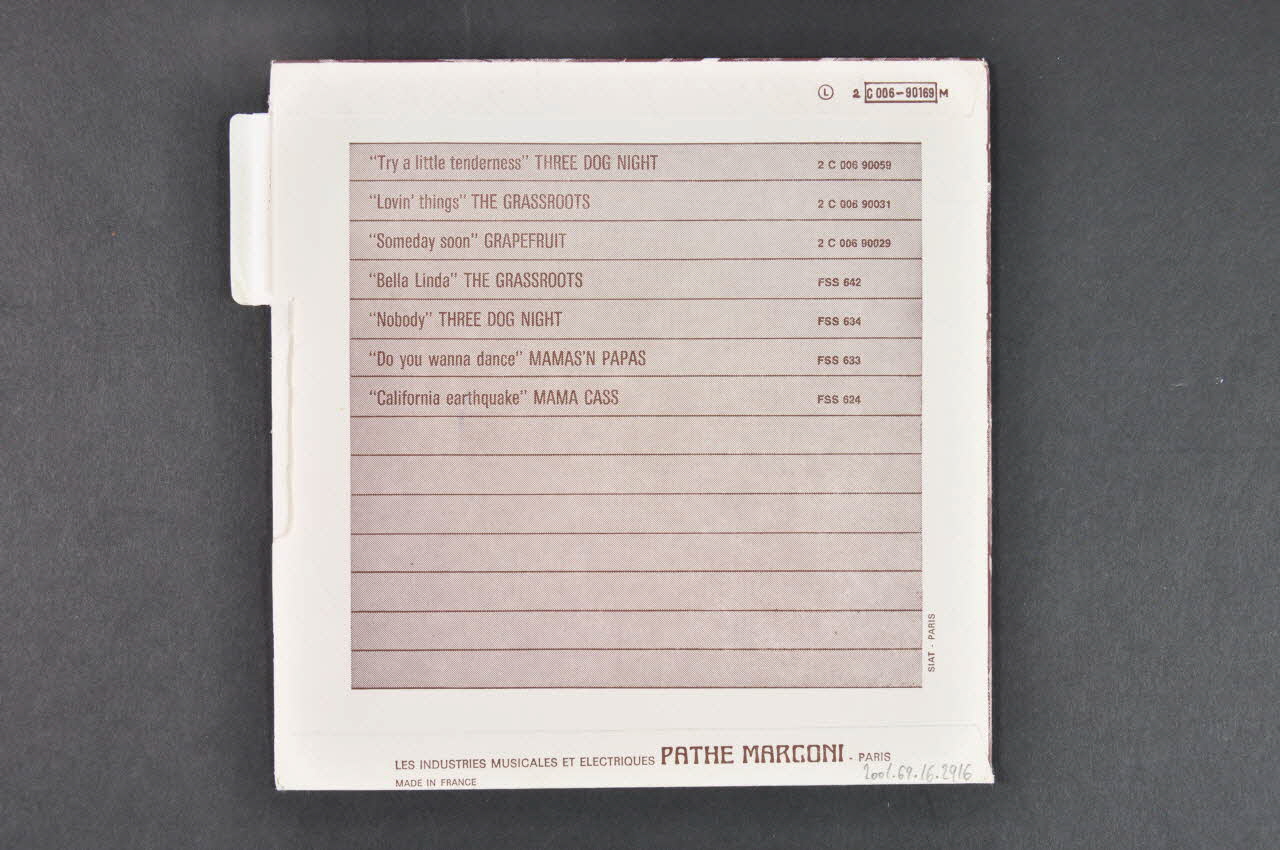 Ⓛ 2 C 006-90169 M
"Try a little tenderness" THREE DOG NIGHT 2 C 006 90059
"Lovin' things" THE GRASSROOTS 2 C 006 90031
"Someday soon" GRAPEFRUIT 2 C 006 90029
"Bella Linda" THE GRASSROOTS FSS 642
"Nobody" THREE DOG NIGHT FSS 634
"Do you wanna dance" MAMAS'N PAPAS FSS 633
"California earthquake" MAMA CASS FSS 624
SIAT - PARIS
LES INDUSTRIES MUSICALES ET ELECTRIQUES PATHE MARCONI - PARIS
MADE IN FRANCE
2001.69.16.2916